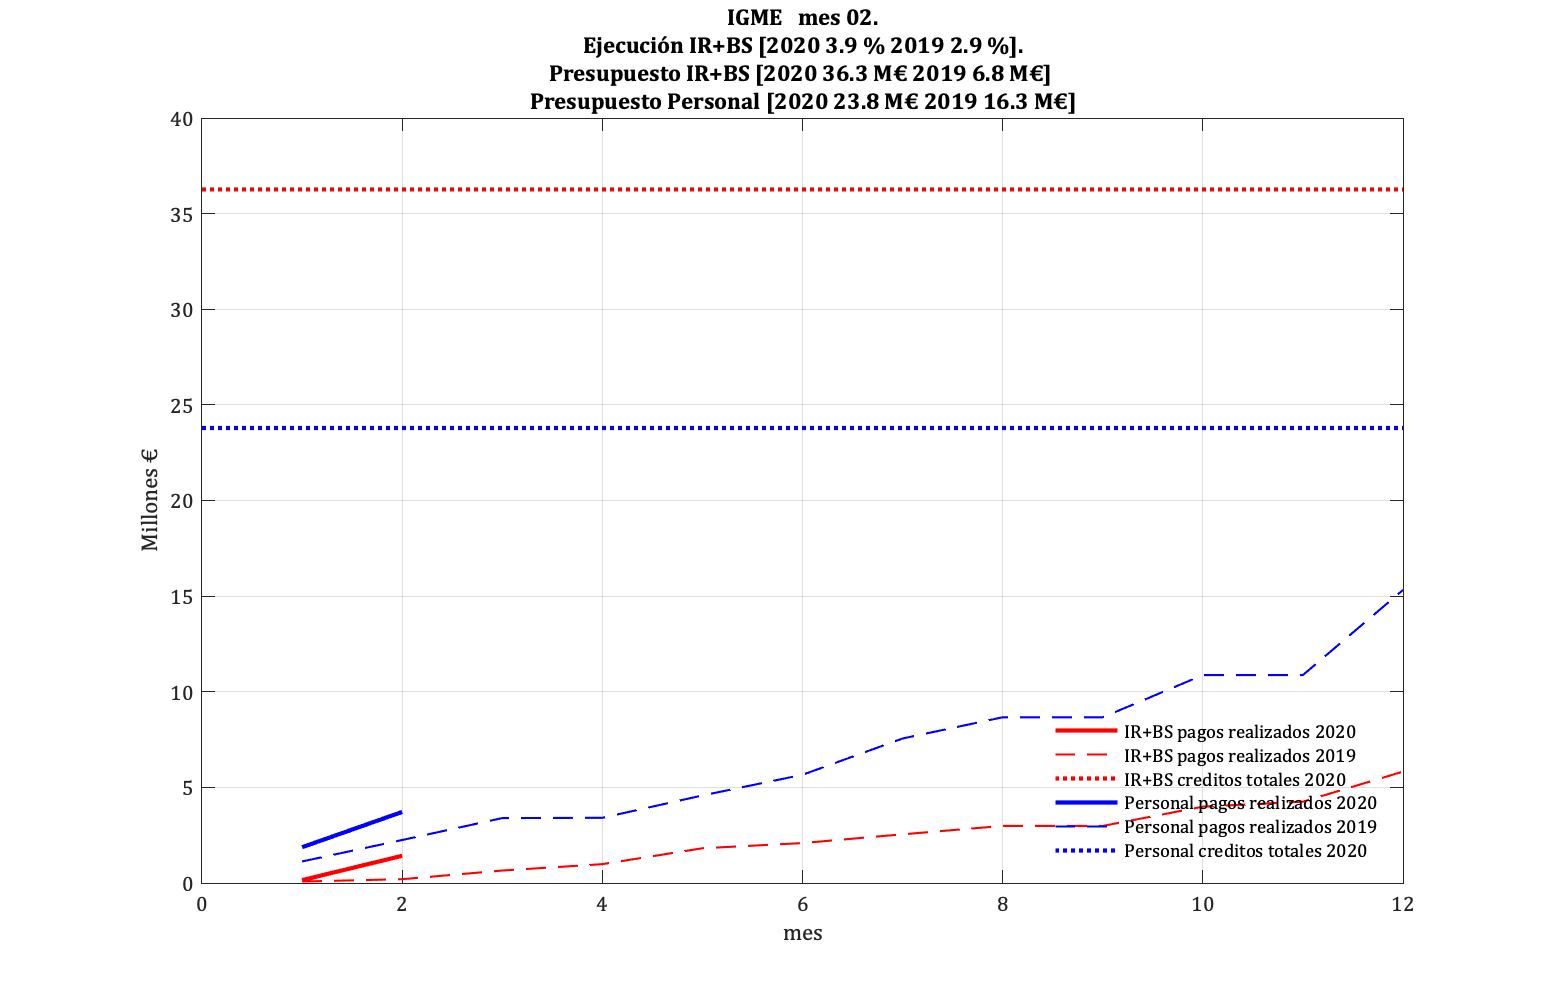 IGME   mes 02.
Ejecución IR+BS [2020 3.9 % 2019 2.9 %].
Presupuesto IR+BS [2020 36.3 M€ 2019 6.8 M€]
Presupuesto Personal [2020 23.8 M€ 2019 16.3 M€]
40
35
30
25
20
15
10
5
0
Millones €
IR+BS pagos realizados 2020
IR+BS pagos realizados 2019
IR+BS creditos totales 2020
Personal pagos realizados 2020
Personal pagos realizados 2019
Personal creditos totales 2020
0 2 4 6 8 10 12
mes